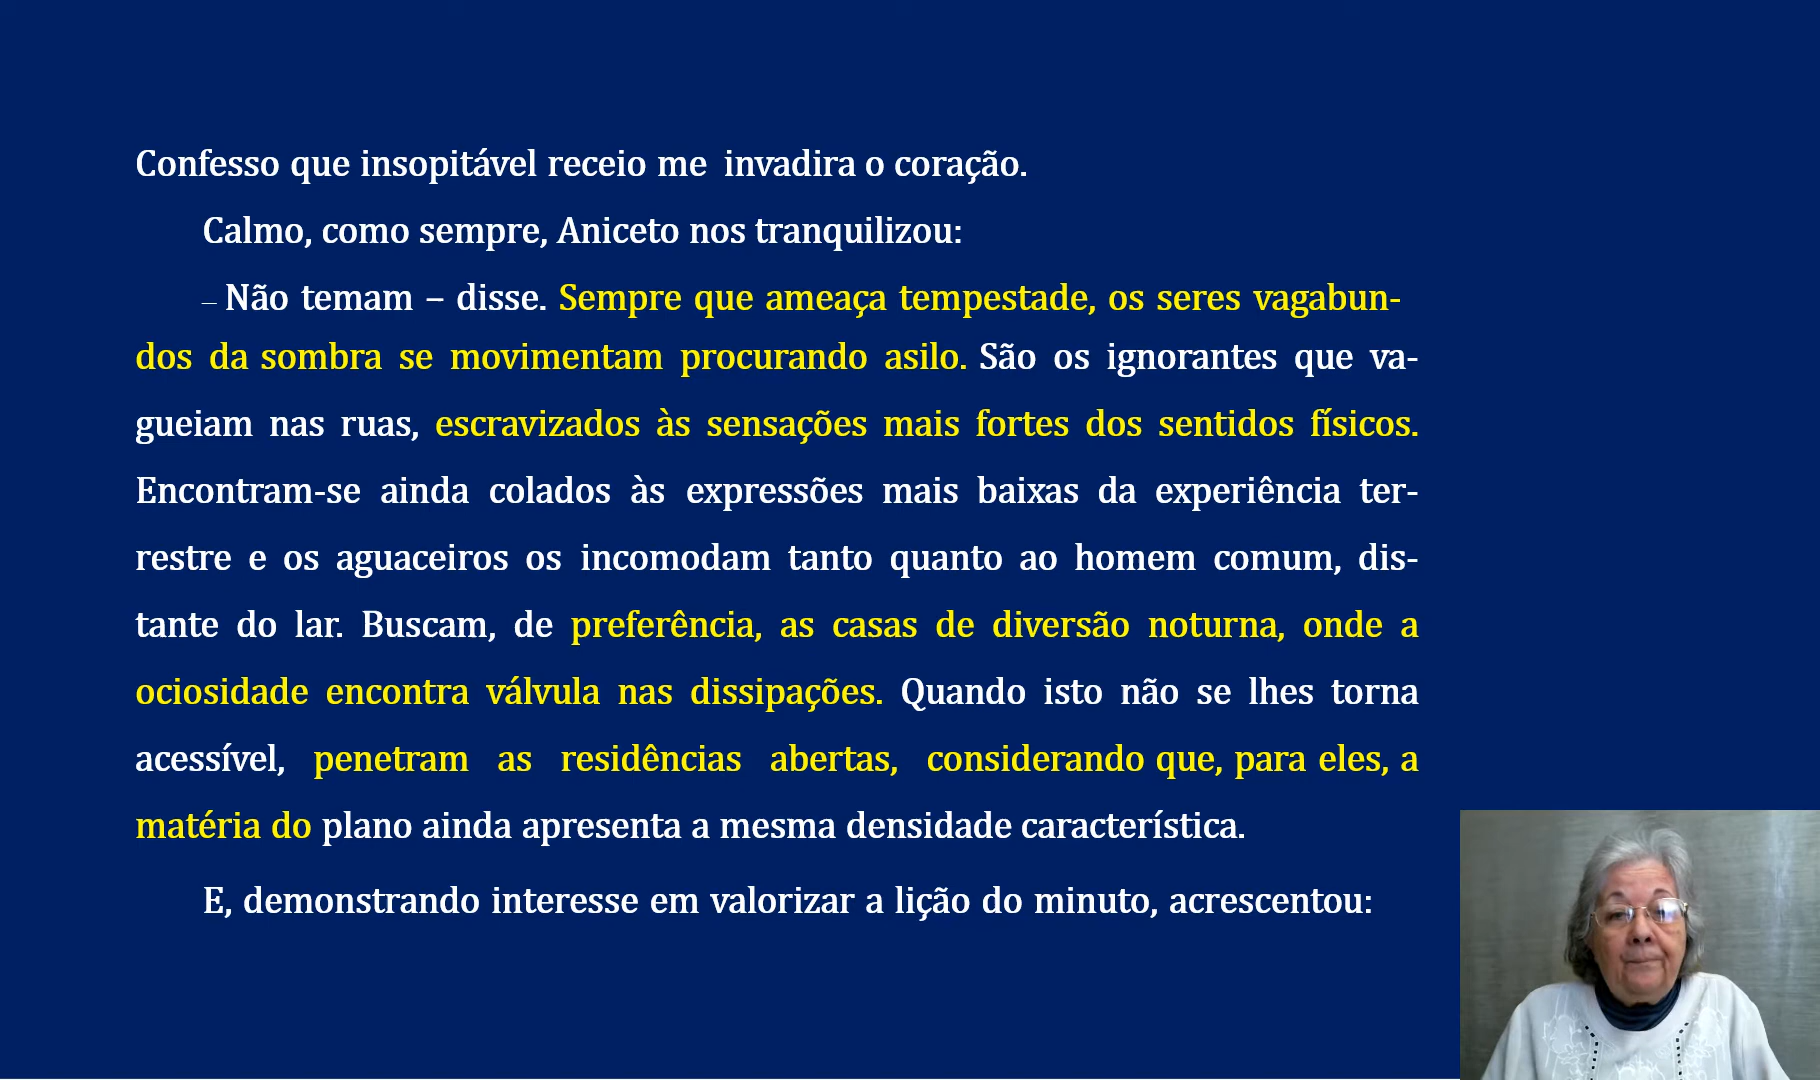 Confesso que insopitável receio me invadira o coração.
Calmo, como sempre, Aniceto nos tranquilizou:
– Não temam – disse. Sempre que ameaça tempestade, os seres vagabun-
dos da sombra se movimentam procurando asilo. São os ignorantes que va-
gueiam nas ruas, escravizados às sensações mais fortes dos sentidos físicos.
Encontram-se ainda colados às expressões mais baixas da experiência ter-
restre e os aguaceiros os incomodam tanto quanto ao homem comum, dis-
tante do lar. Buscam, de preferência, as casas de diversão noturna, onde a
ociosidade encontra válvula nas dissipações. Quando isto não se lhes torna
acessível, penetram as residências abertas, considerando que, para eles, a
matéria do plano ainda apresenta a mesma densidade característica.
E, demonstrando interesse em valorizar a lição do minuto, acrescentou: